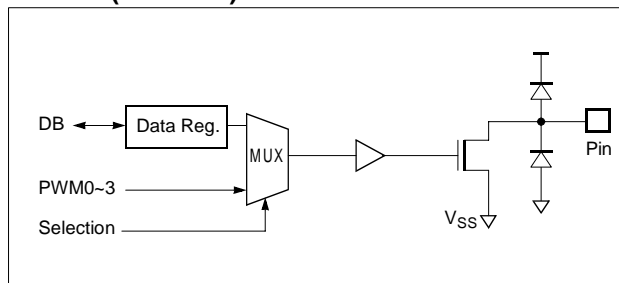 DB
Data Reg.
MUX
Pin
PWM0~3
Selection
VSS